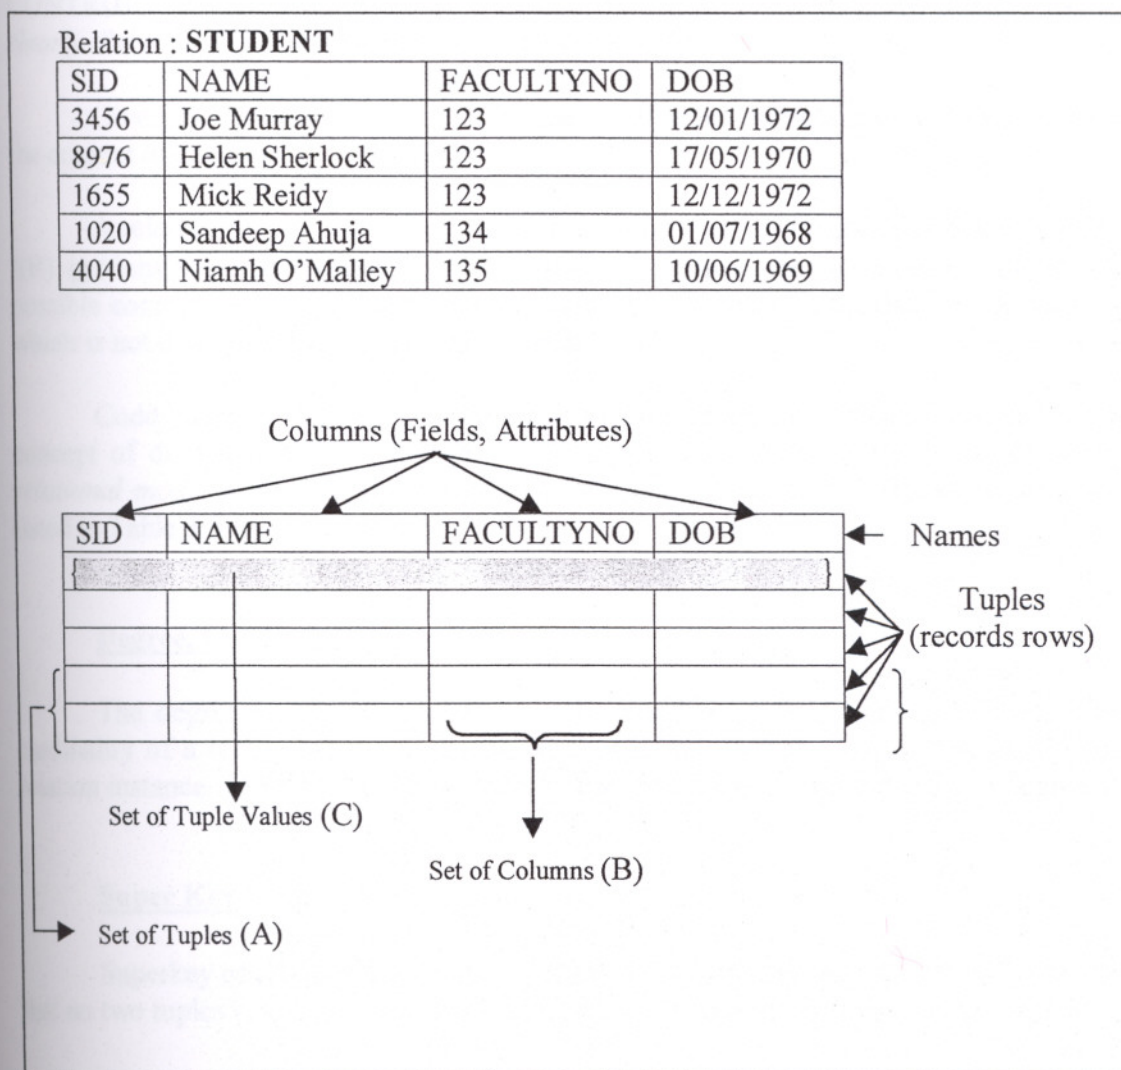 Relation : STUDENT
SID NAME FACULTYNO DOB
3456 Joe Murray 123 12/01/1972
8976 Helen Sherlock 123 17/05/1970
1655 Mick Reidy 123 12/12/1972
1020 Sandeep Ahuja 134 01/07/1968
4040 Niamh O'Malley 135 10/06/1969
Columns (Fields, Attributes)
SID NAME FACULTYNO DOB
Names
Tuples
(records rows)
Set of Tuple Values (C)
Set of Columns (B)
Set of Tuples (A)